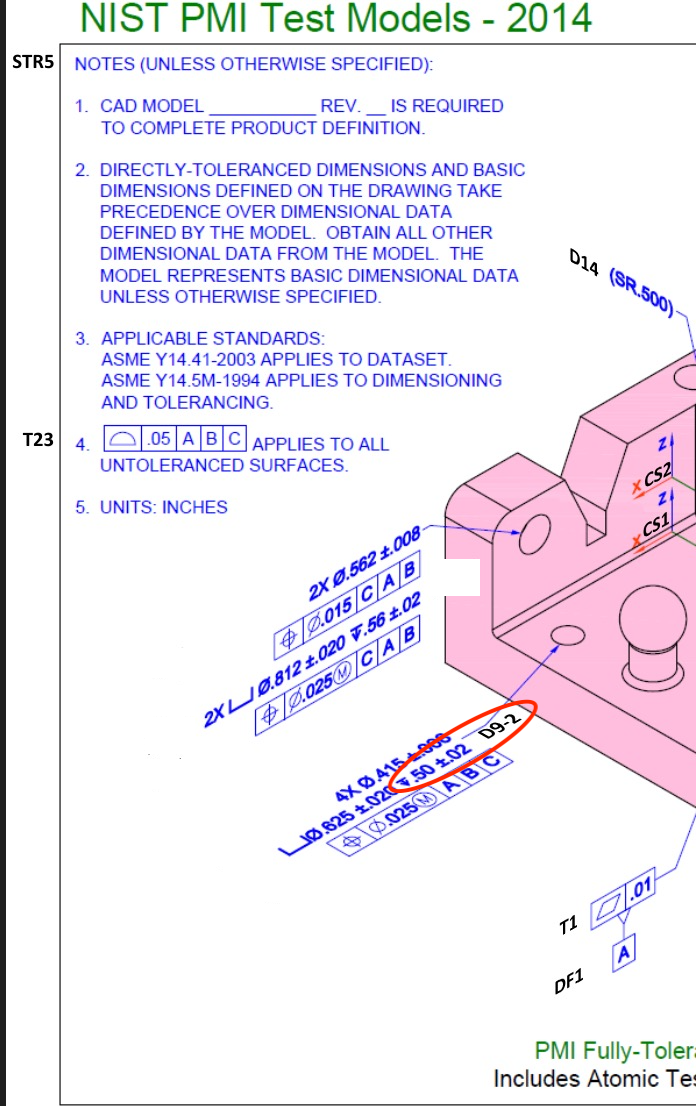 NIST PMI Test Models - 2014
STR5
NOTES (UNLESS OTHERWISE SPECIFIED):
1. CAD MODEL ___________ REV. __ IS REQUIRED
TO COMPLETE PRODUCT DEFINITION.
2. DIRECTLY-TOLERANCED DIMENSIONS AND BASIC
DIMENSIONS DEFINED ON THE DRAWING TAKE
PRECEDENCE OVER DIMENSIONAL DATA
DEFINED BY THE MODEL. OBTAIN ALL OTHER
DIMENSIONAL DATA FROM THE MODEL. THE
MODEL REPRESENTS BASIC DIMENSIONAL DATA
UNLESS OTHERWISE SPECIFIED.
3. APPLICABLE STANDARDS:
ASME Y14.41-2003 APPLIES TO DATASET.
ASME Y14.5M-1994 APPLIES TO DIMENSIONING
AND TOLERANCING.
T23
4. ⌓ .05 A B C APPLIES TO ALL
UNTOLERANCED SURFACES.
5. UNITS: INCHES
D14 (SR.500)
Z
X CS2
Z
X CS1
2X Ø.562 ±.008
⌖ Ø.015 C A B
2X ⌴ Ø.812 ±.020 ↧.56 ±.02
⌖ Ø.025Ⓜ C A B
D9-2
4X Ø.415 ±.008
⌴Ø.625 ±.020 ↧.50 ±.02
⌖ Ø.025Ⓜ A B C
T1 ⏥ .01
DF1 A
PMI Fully-Toler
Includes Atomic Tes